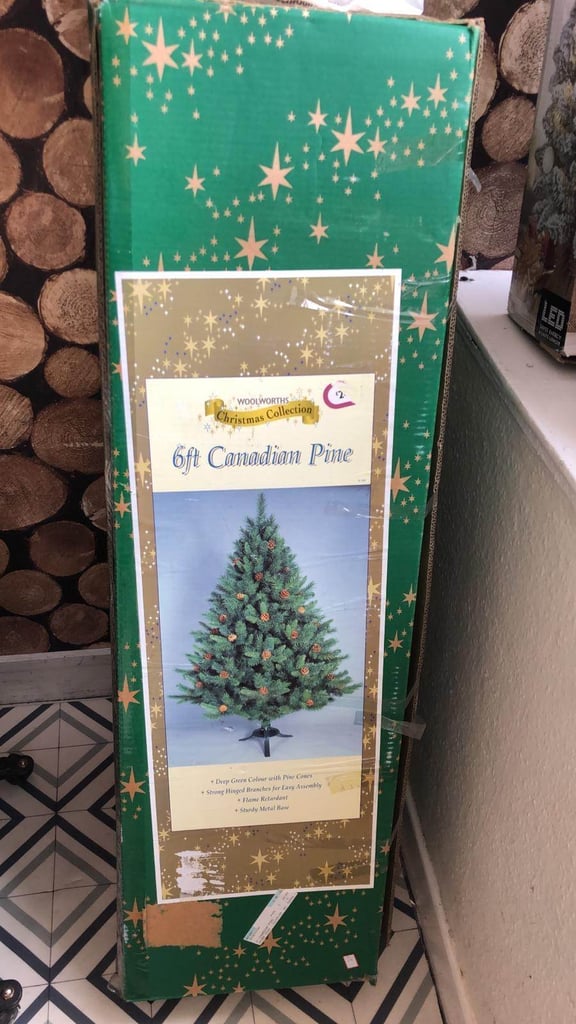 WOOLWORTHS
Christmas Collection
2
6ft Canadian Pine
• Deep Green Colour with Pine Cones
• Strong Hinged Branches for Easy Assembly
• Flame Retardant
• Sturdy Metal Base
LED